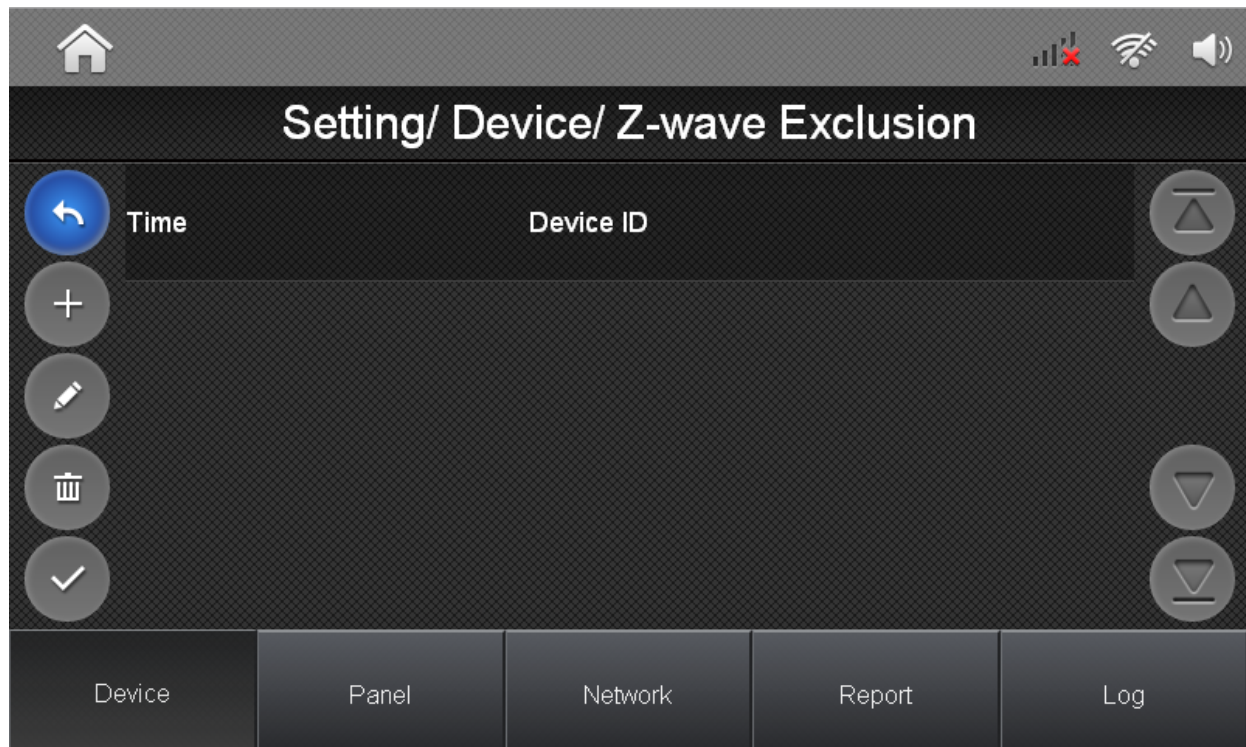 Setting/ Device/ Z-wave Exclusion
Time Device ID
Device Panel Network Report Log